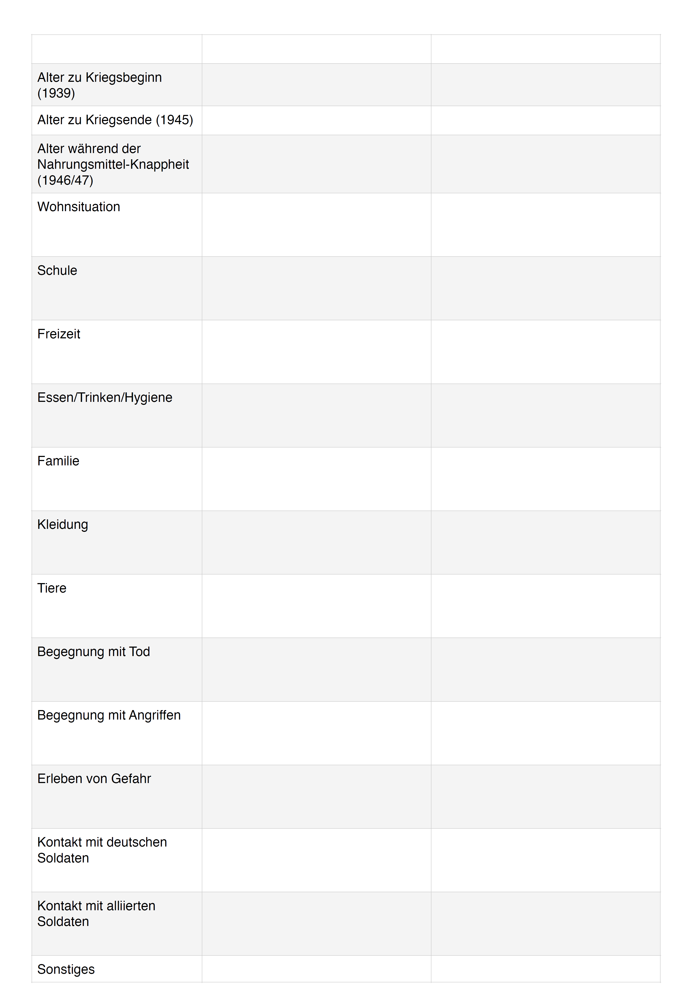 Alter zu Kriegsbeginn
(1939)
Alter zu Kriegsende (1945)
Alter während der
Nahrungsmittel-Knappheit
(1946/47)
Wohnsituation
Schule
Freizeit
Essen/Trinken/Hygiene
Familie
Kleidung
Tiere
Begegnung mit Tod
Begegnung mit Angriffen
Erleben von Gefahr
Kontakt mit deutschen
Soldaten
Kontakt mit alliierten
Soldaten
Sonstiges